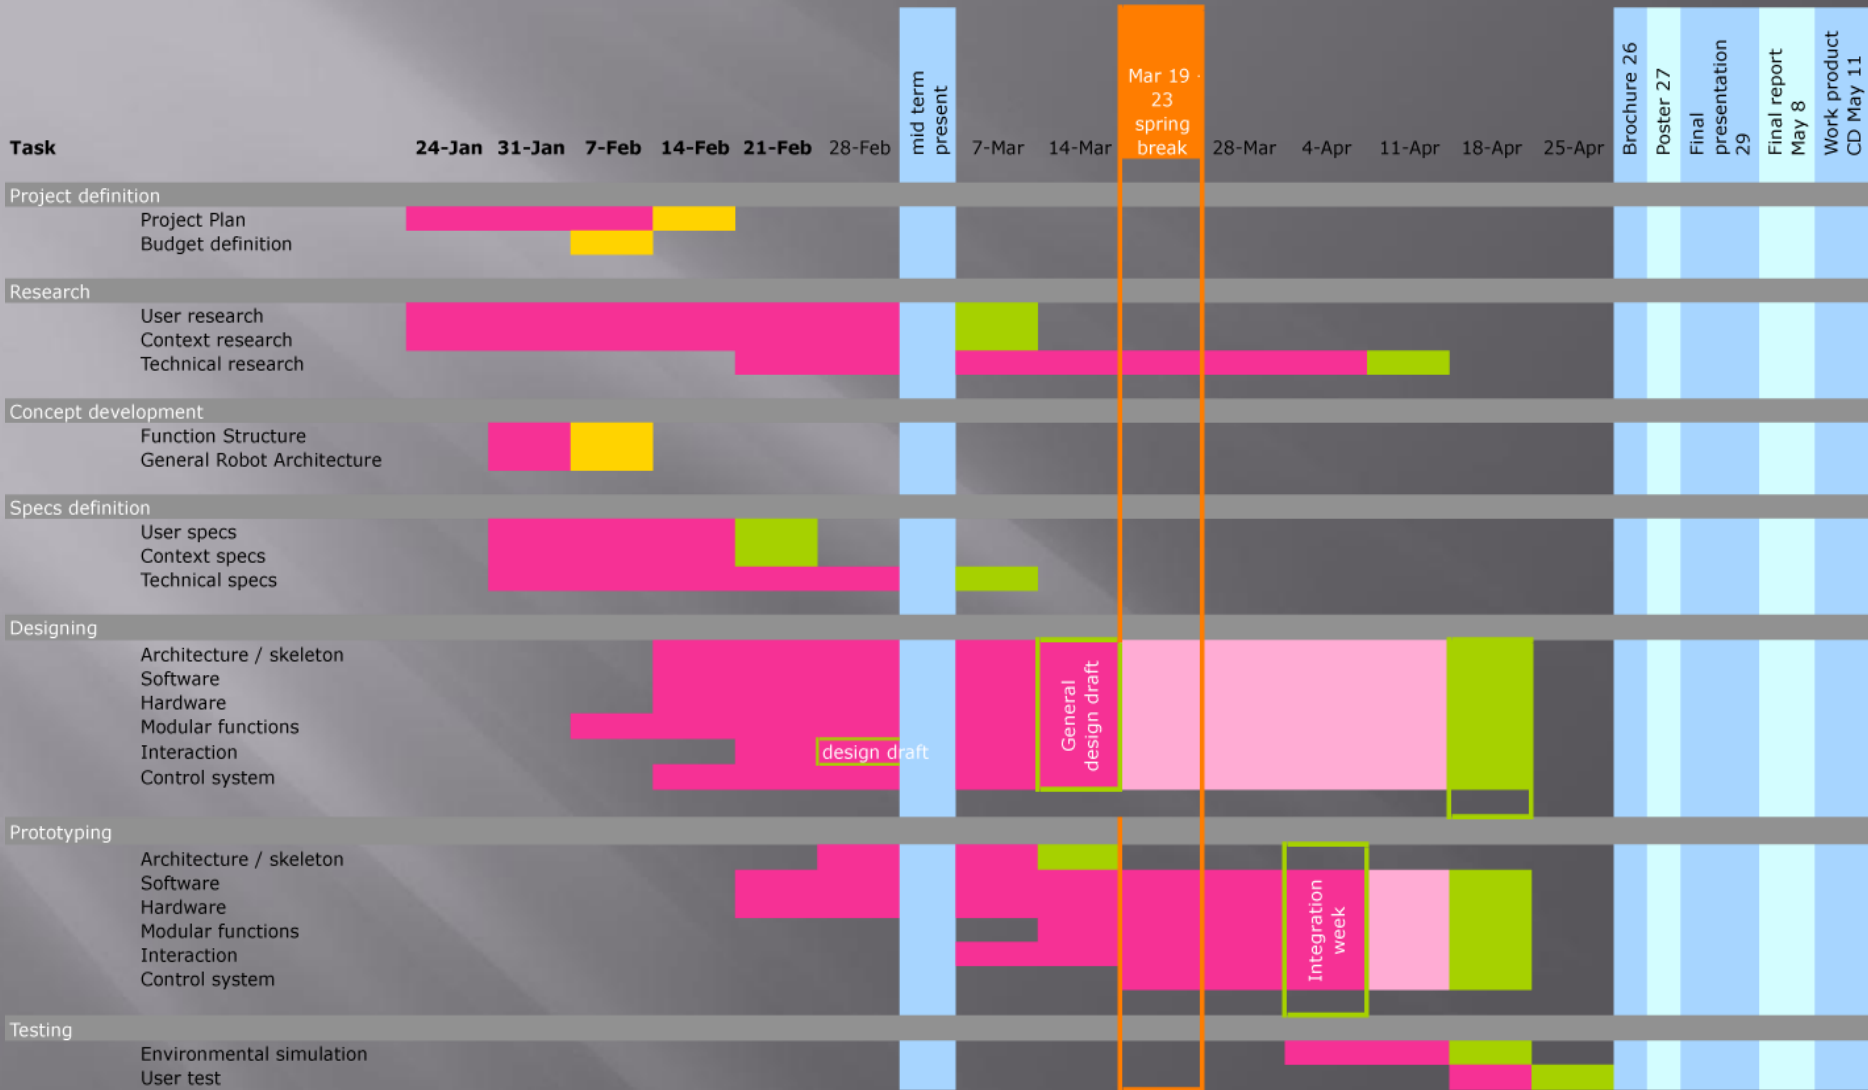 Task
24-Jan 31-Jan 7-Feb 14-Feb 21-Feb 28-Feb
mid term
present
7-Mar 14-Mar
Mar 19 -
23
spring
break
28-Mar 4-Apr 11-Apr 18-Apr 25-Apr
Brochure 26
Poster 27
Final
presentation
29
Final report
May 8
Work product
CD May 11
Project definition
Project Plan
Budget definition
Research
User research
Context research
Technical research
Concept development
Function Structure
General Robot Architecture
Specs definition
User specs
Context specs
Technical specs
Designing
Architecture / skeleton
Software
Hardware
Modular functions
Interaction
design draft
Control system
General
design draft
Prototyping
Architecture / skeleton
Software
Hardware
Modular functions
Interaction
Control system
Integration
week
Testing
Environmental simulation
User test